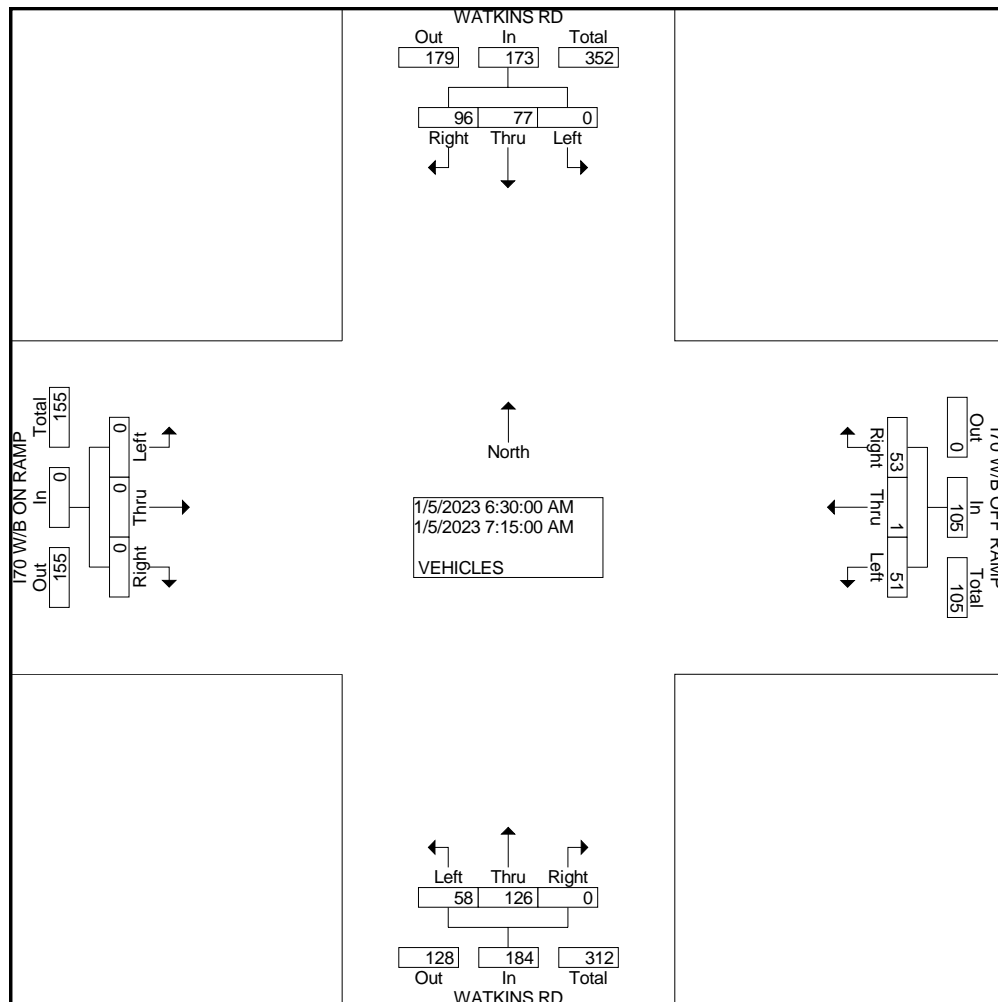 WATKINS RD
Out In Total
179 173 352
96 77 0
Right Thru Left
I70 W/B ON RAMP
Total In Out
155 0 155
0 0 0
Left Thru Right
North
1/5/2023 6:30:00 AM
1/5/2023 7:15:00 AM
VEHICLES
Right Thru Left
53 1 51
0 105 105
Out In Total
I70 W/B OFF RAMP
Left Thru Right
58 126 0
128 184 312
Out In Total
WATKINS RD